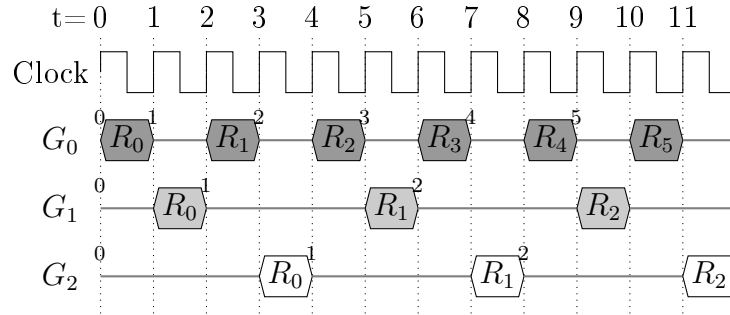 t= 0 1 2 3 4 5 6 7 8 9 10 11
Clock
0 1 2 3 4 5
G₀ R₀ R₁ R₂ R₃ R₄ R₅
0 1 2
G₁ R₀ R₁ R₂
0 1 2
G₂ R₀ R₁ R₂